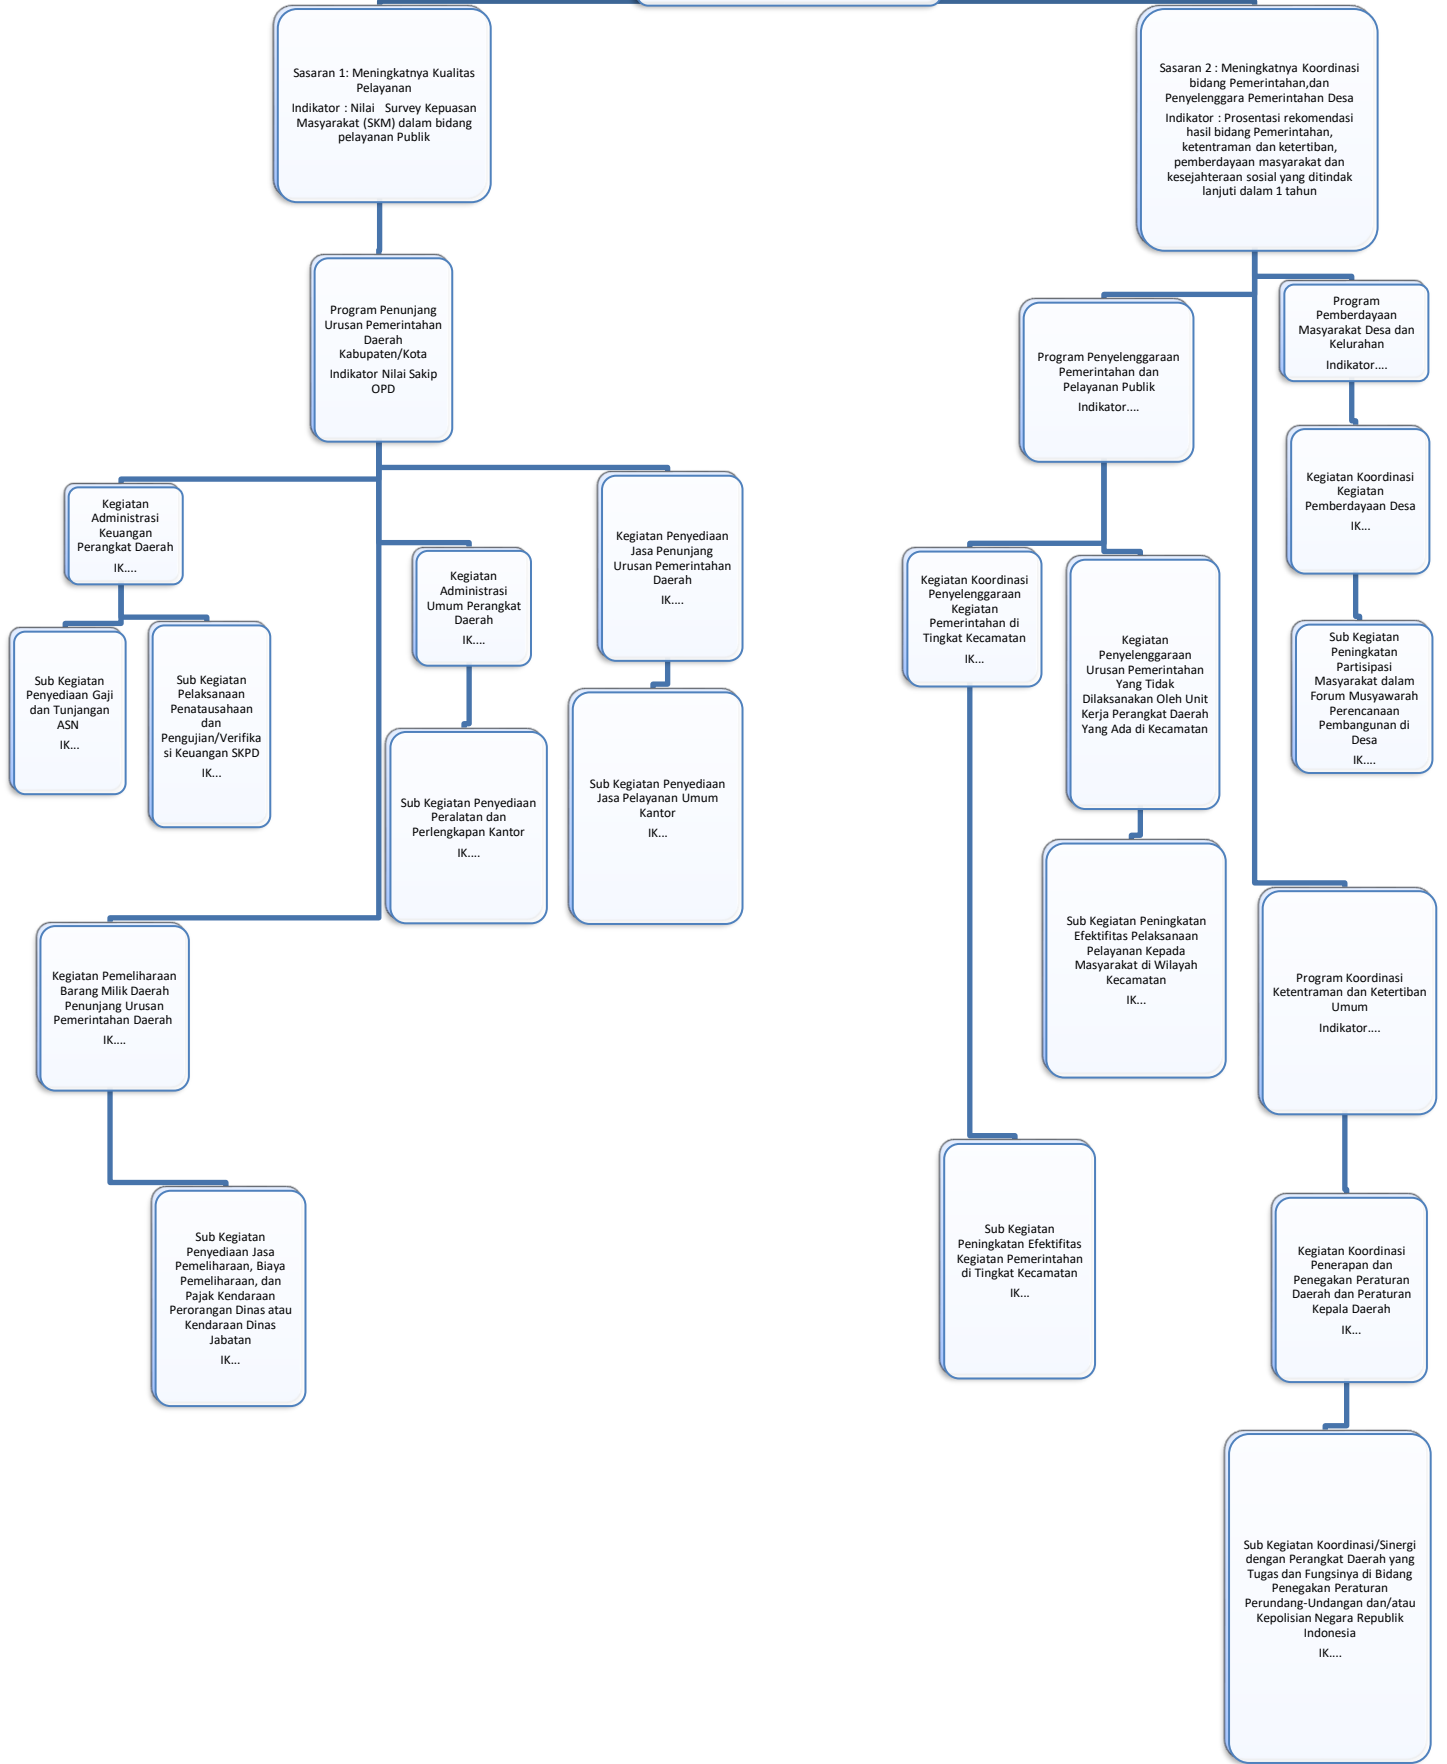 Sasaran 1: Meningkatnya Kualitas
Pelayanan
Indikator : Nilai Survey Kepuasan
Masyarakat (SKM) dalam bidang
pelayanan Publik
Sasaran 2 : Meningkatnya Koordinasi
bidang Pemerintahan,dan
Penyelenggara Pemerintahan Desa
Indikator : Prosentasi rekomendasi
hasil bidang Pemerintahan,
ketentraman dan ketertiban,
pemberdayaan masyarakat dan
kesejahteraan sosial yang ditindak
lanjuti dalam 1 tahun
Program Penunjang
Urusan Pemerintahan
Daerah
Kabupaten/Kota
Indikator Nilai Sakip
OPD
Program Penyelenggaraan
Pemerintahan dan
Pelayanan Publik
Indikator....
Program
Pemberdayaan
Masyarakat Desa dan
Kelurahan
Indikator....
Kegiatan
Administrasi
Keuangan
Perangkat Daerah
IK....
Kegiatan
Administrasi
Umum Perangkat
Daerah
IK....
Kegiatan Penyediaan
Jasa Penunjang
Urusan Pemerintahan
Daerah
IK....
Kegiatan Koordinasi
Kegiatan
Pemberdayaan Desa
IK...
Kegiatan Koordinasi
Penyelenggaraan
Kegiatan
Pemerintahan di
Tingkat Kecamatan
IK...
Kegiatan
Penyelenggaraan
Urusan Pemerintahan
Yang Tidak
Dilaksanakan Oleh Unit
Kerja Perangkat Daerah
Yang Ada di Kecamatan
Sub Kegiatan
Peningkatan
Partisipasi
Masyarakat dalam
Forum Musyawarah
Perencanaan
Pembangunan di
Desa
IK....
Sub Kegiatan
Penyediaan Gaji
dan Tunjangan
ASN
IK...
Sub Kegiatan
Pelaksanaan
Penatausahaan
dan
Pengujian/Verifika
si Keuangan SKPD
IK...
Sub Kegiatan Penyediaan
Peralatan dan
Perlengkapan Kantor
IK....
Sub Kegiatan Penyediaan
Jasa Pelayanan Umum
Kantor
IK...
Sub Kegiatan Peningkatan
Efektifitas Pelaksanaan
Pelayanan Kepada
Masyarakat di Wilayah
Kecamatan
IK...
Program Koordinasi
Ketentraman dan Ketertiban
Umum
Indikator....
Kegiatan Pemeliharaan
Barang Milik Daerah
Penunjang Urusan
Pemerintahan Daerah
IK....
Sub Kegiatan
Penyediaan Jasa
Pemeliharaan, Biaya
Pemeliharaan, dan
Pajak Kendaraan
Perorangan Dinas atau
Kendaraan Dinas
Jabatan
IK...
Sub Kegiatan
Peningkatan Efektifitas
Kegiatan Pemerintahan
di Tingkat Kecamatan
IK...
Kegiatan Koordinasi
Penerapan dan
Penegakan Peraturan
Daerah dan Peraturan
Kepala Daerah
IK...
Sub Kegiatan Koordinasi/Sinergi
dengan Perangkat Daerah yang
Tugas dan Fungsinya di Bidang
Penegakan Peraturan
Perundang-Undangan dan/atau
Kepolisian Negara Republik
Indonesia
IK....